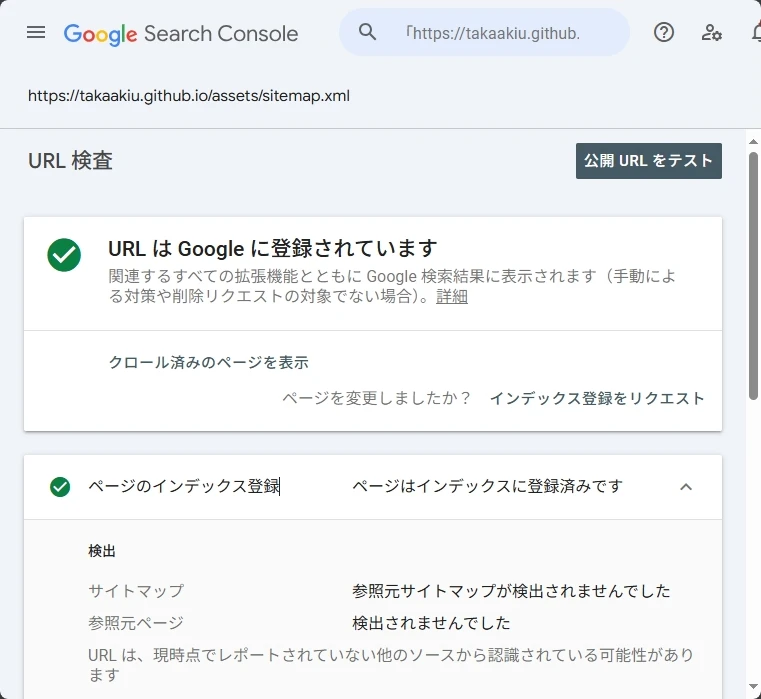 Google Search Console
「https://takaakiu.github.
https://takaakiu.github.io/assets/sitemap.xml
URL 検査
公開 URL をテスト
URL は Google に登録されています
関連するすべての拡張機能とともに Google 検索結果に表示されます（手動によ
る対策や削除リクエストの対象でない場合）。詳細
クロール済みのページを表示
ページを変更しましたか？ インデックス登録をリクエスト
ページのインデックス登録 ページはインデックスに登録済みです
検出
サイトマップ 参照元サイトマップが検出されませんでした
参照元ページ 検出されませんでした
URL は、現時点でレポートされていない他のソースから認識されている可能性があり
ます